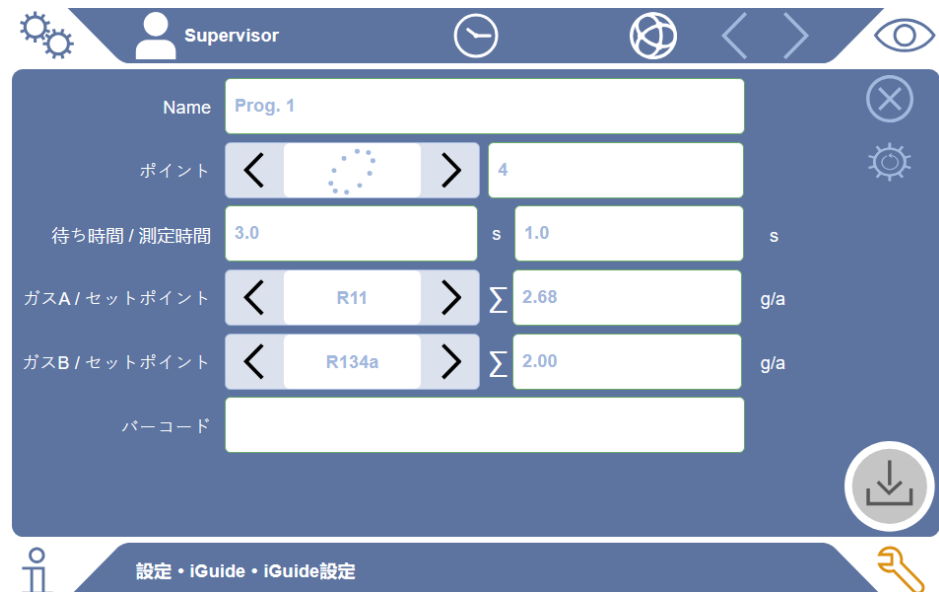 Supervisor
Name Prog. 1
ポイント 4
待ち時間 / 測定時間 3.0 s 1.0 s
ガスA / セットポイント R11 ∑ 2.68 g/a
ガスB / セットポイント R134a ∑ 2.00 g/a
バーコード
設定・iGuide・iGuide設定